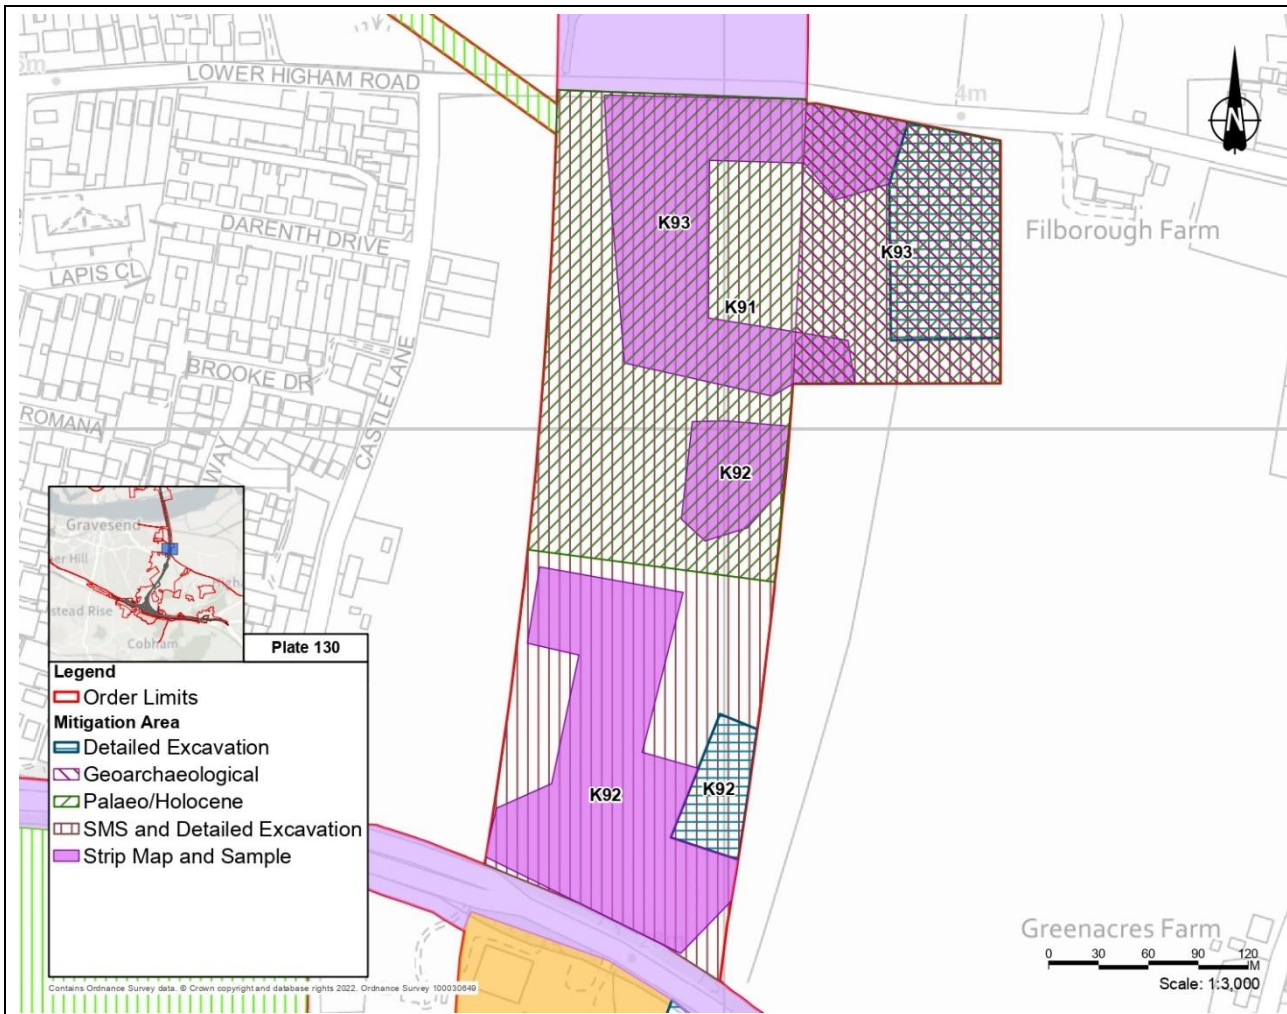 LOWER HIGHAM ROAD
4m
DARENTH DRIVE
LAPIS CL
BROOKE DR
ROMANA
WAY
CASTLE LANE
N
Filborough Farm
K93
K93
K91
K92
K92
K92
Gravesend
Cobham
Plate 130
Legend
Order Limits
Mitigation Area
Detailed Excavation
Geoarchaeological
Palaeo/Holocene
SMS and Detailed Excavation
Strip Map and Sample
Greenacres Farm
0 30 60 90 120
M
Scale: 1:3,000
Contains Ordnance Survey data. © Crown copyright and database rights 2022. Ordnance Survey 100030649